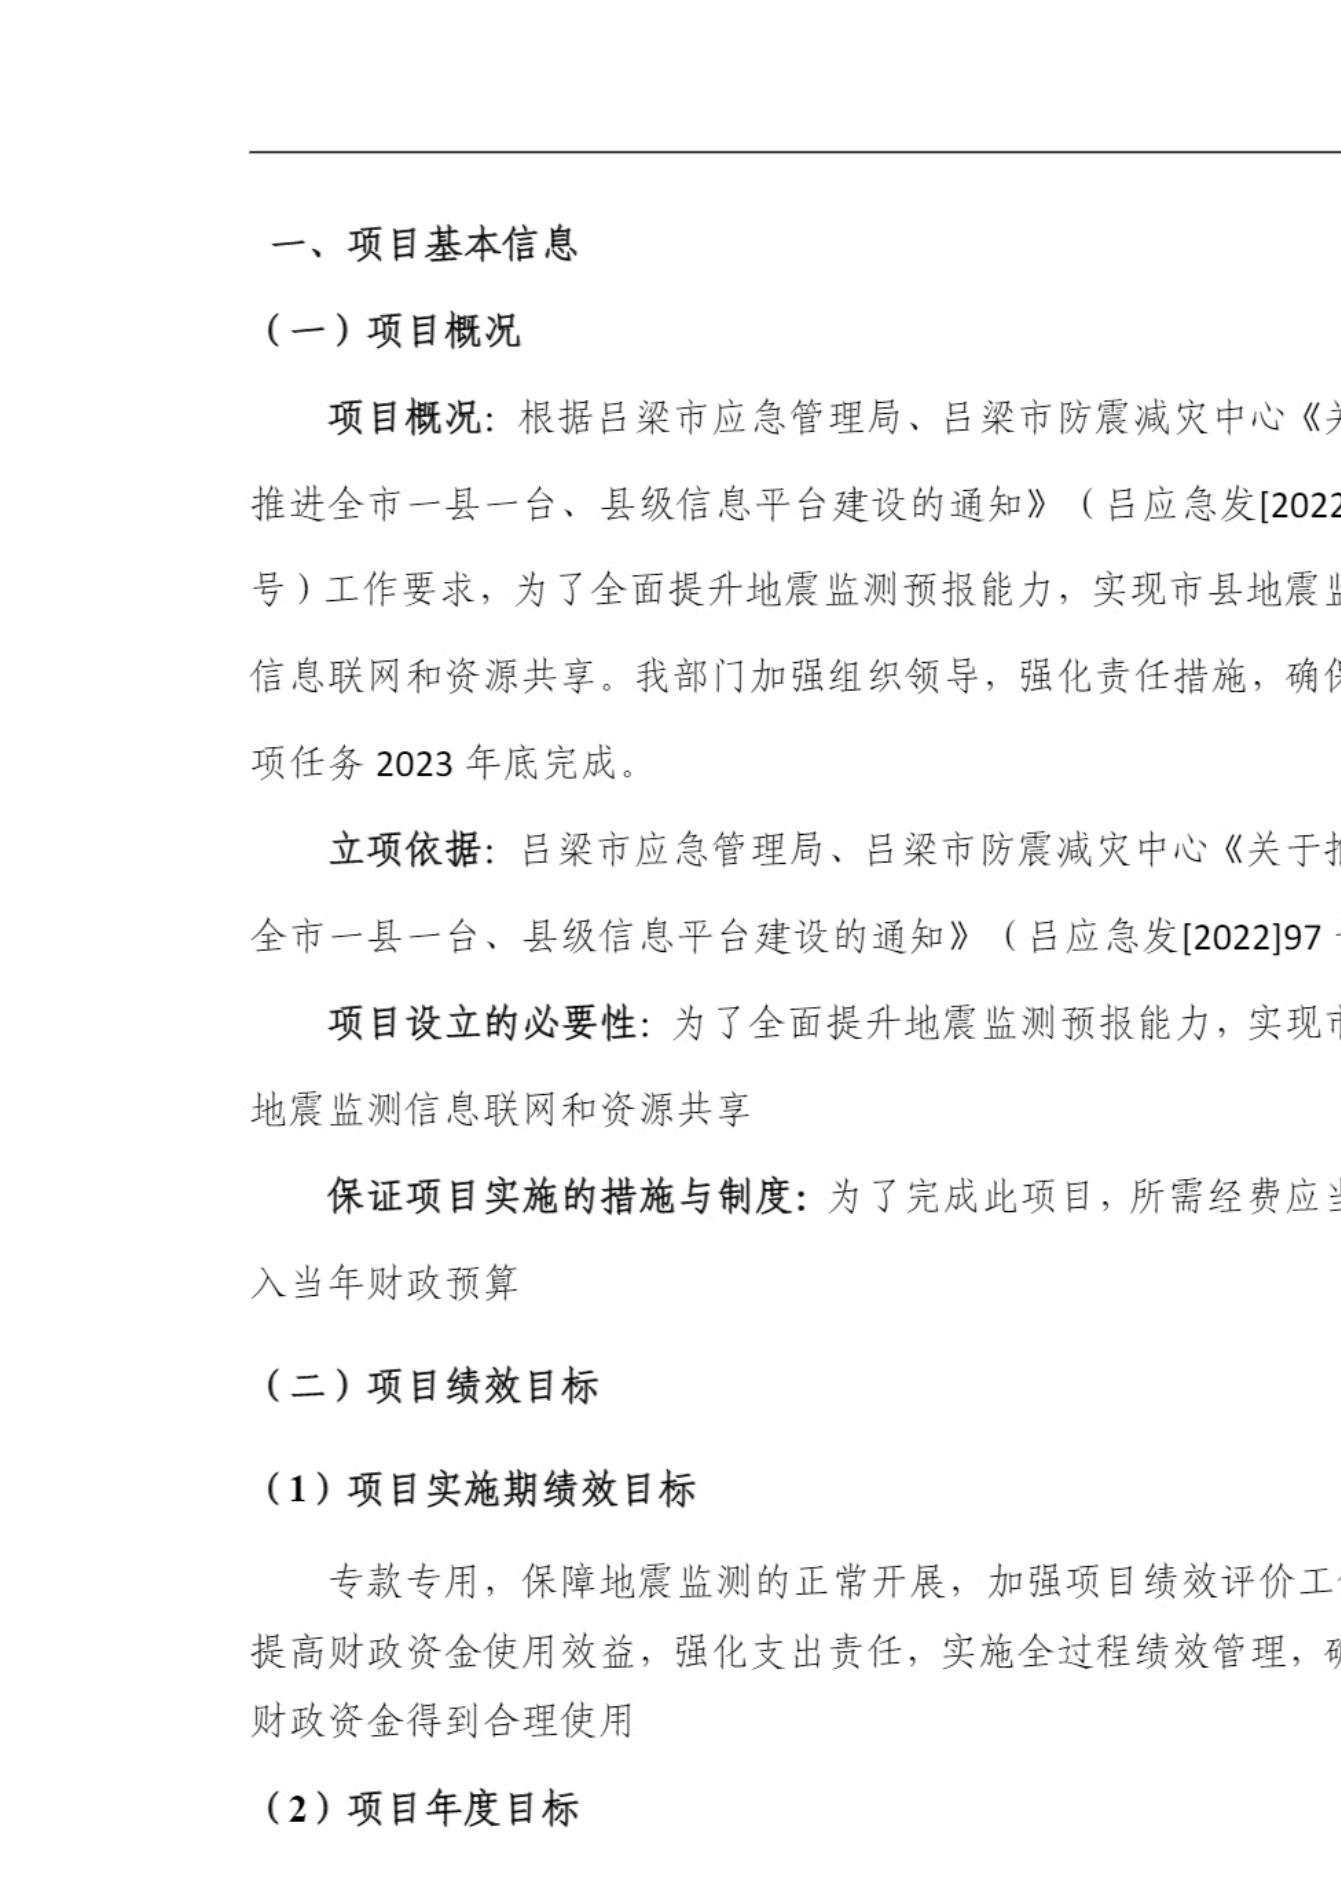 一、项目基本信息
（一）项目概况
项目概况：根据吕梁市应急管理局、吕梁市防震减灾中心《关
推进全市一县一台、县级信息平台建设的通知》（吕应急发[2022
号）工作要求，为了全面提升地震监测预报能力，实现市县地震监
信息联网和资源共享。我部门加强组织领导，强化责任措施，确保
项任务 2023 年底完成。
立项依据：吕梁市应急管理局、吕梁市防震减灾中心《关于推
全市一县一台、县级信息平台建设的通知》（吕应急发[2022]97
项目设立的必要性：为了全面提升地震监测预报能力，实现市
地震监测信息联网和资源共享
保证项目实施的措施与制度：为了完成此项目，所需经费应当
入当年财政预算
（二）项目绩效目标
（1）项目实施期绩效目标
专款专用，保障地震监测的正常开展，加强项目绩效评价工作
提高财政资金使用效益，强化支出责任，实施全过程绩效管理，确
财政资金得到合理使用
（2）项目年度目标